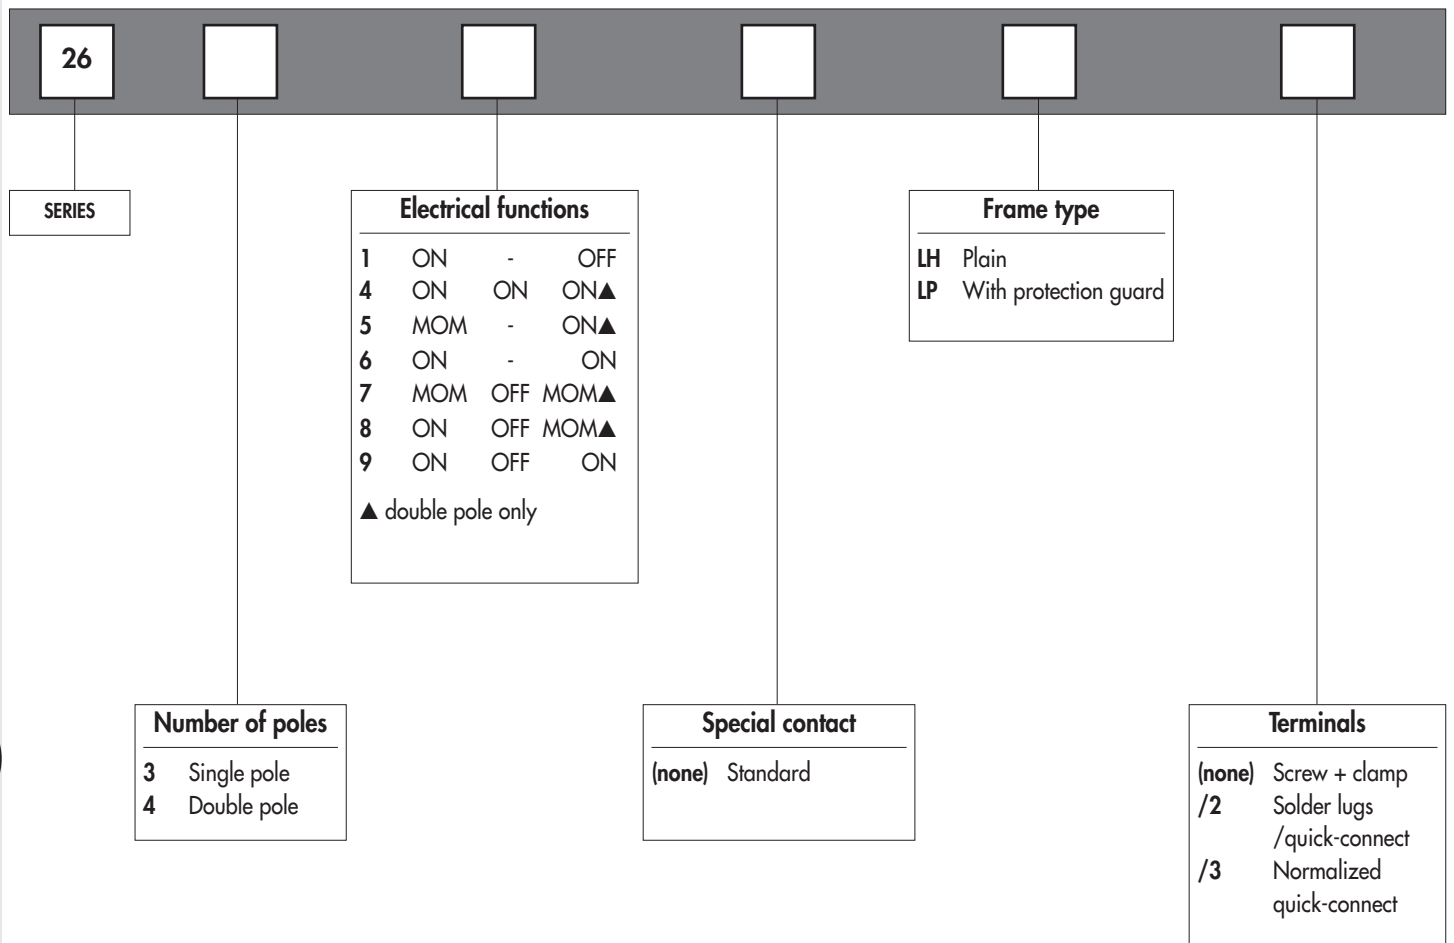 26
SERIES
Electrical functions
1 ON - OFF
4 ON ON ON▲
5 MOM - ON▲
6 ON - ON
7 MOM OFF MOM▲
8 ON OFF MOM▲
9 ON OFF ON
▲ double pole only
Frame type
LH Plain
LP With protection guard
Number of poles
3 Single pole
4 Double pole
Special contact
(none) Standard
Terminals
(none) Screw + clamp
/2 Solder lugs
/quick-connect
/3 Normalized
quick-connect